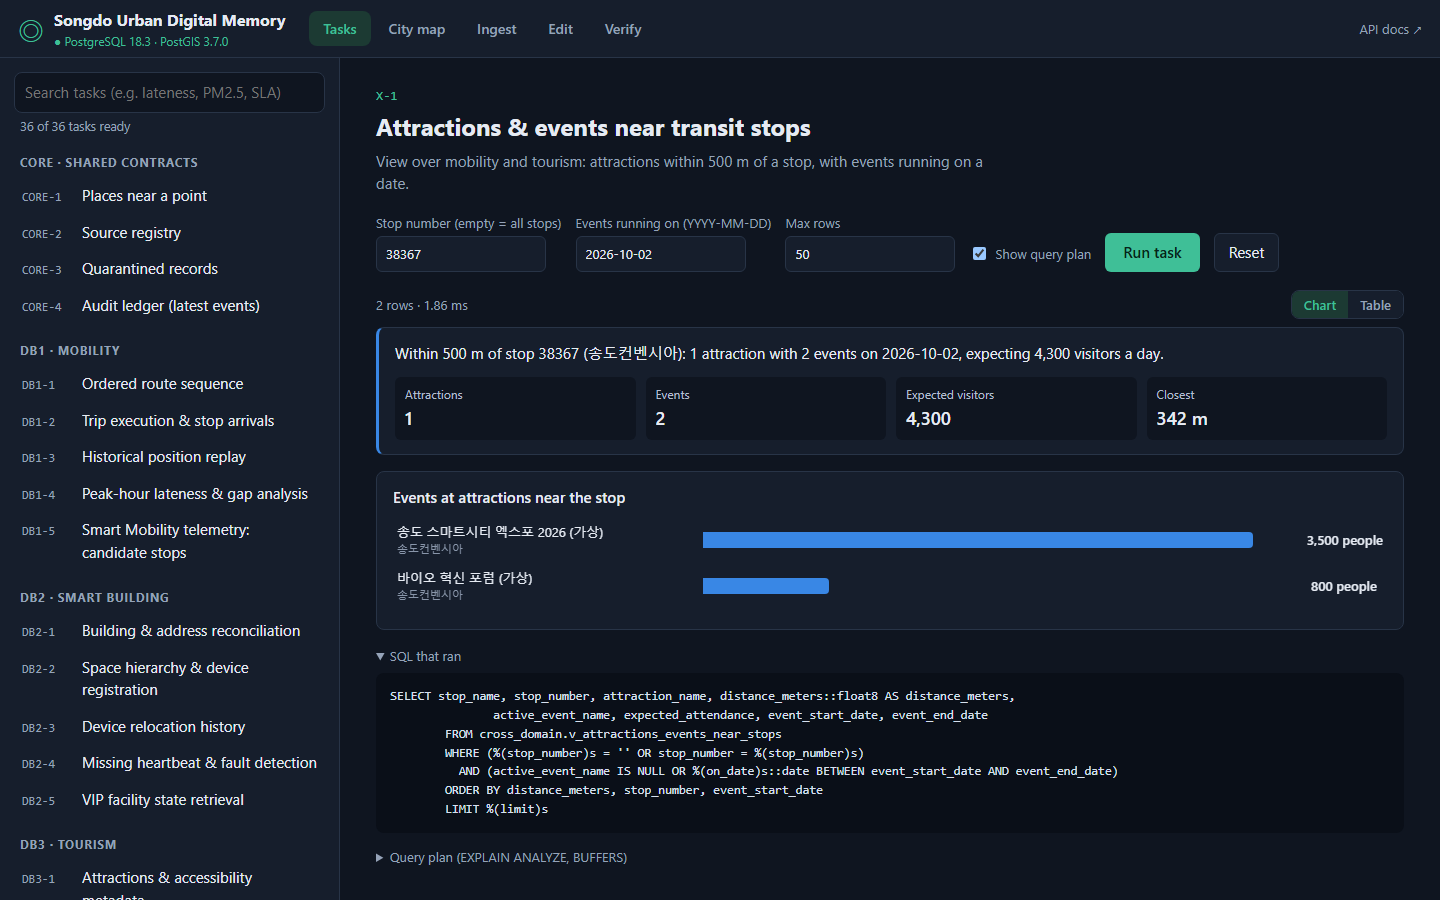 Songdo Urban Digital Memory
● PostgreSQL 18.3 · PostGIS 3.7.0
Tasks
City map
Ingest
Edit
Verify
API docs ↗
Search tasks (e.g. lateness, PM2.5, SLA)
36 of 36 tasks ready
CORE · SHARED CONTRACTS
CORE-1 Places near a point
CORE-2 Source registry
CORE-3 Quarantined records
CORE-4 Audit ledger (latest events)
DB1 · MOBILITY
DB1-1 Ordered route sequence
DB1-2 Trip execution & stop arrivals
DB1-3 Historical position replay
DB1-4 Peak-hour lateness & gap analysis
DB1-5 Smart Mobility telemetry:
candidate stops
DB2 · SMART BUILDING
DB2-1 Building & address reconciliation
DB2-2 Space hierarchy & device
registration
DB2-3 Device relocation history
DB2-4 Missing heartbeat & fault detection
DB2-5 VIP facility state retrieval
DB3 · TOURISM
DB3-1 Attractions & accessibility
metadata
X-1
Attractions & events near transit stops
View over mobility and tourism: attractions within 500 m of a stop, with events running on a
date.
Stop number (empty = all stops)
Events running on (YYYY-MM-DD)
Max rows
38367
2026-10-02
50
Show query plan
Run task
Reset
2 rows · 1.86 ms
Chart
Table
Within 500 m of stop 38367 (송도컨벤시아): 1 attraction with 2 events on 2026-10-02, expecting 4,300 visitors a day.
Attractions
1
Events
2
Expected visitors
4,300
Closest
342 m
Events at attractions near the stop
송도 스마트시티 엑스포 2026 (가상)
송도컨벤시아
3,500 people
바이오 혁신 포럼 (가상)
송도컨벤시아
800 people
▼ SQL that ran
SELECT stop_name, stop_number, attraction_name, distance_meters::float8 AS distance_meters,
active_event_name, expected_attendance, event_start_date, event_end_date
FROM cross_domain.v_attractions_events_near_stops
WHERE (%(stop_number)s = '' OR stop_number = %(stop_number)s)
AND (active_event_name IS NULL OR %(on_date)s::date BETWEEN event_start_date AND event_end_date)
ORDER BY distance_meters, stop_number, event_start_date
LIMIT %(limit)s
▶ Query plan (EXPLAIN ANALYZE, BUFFERS)